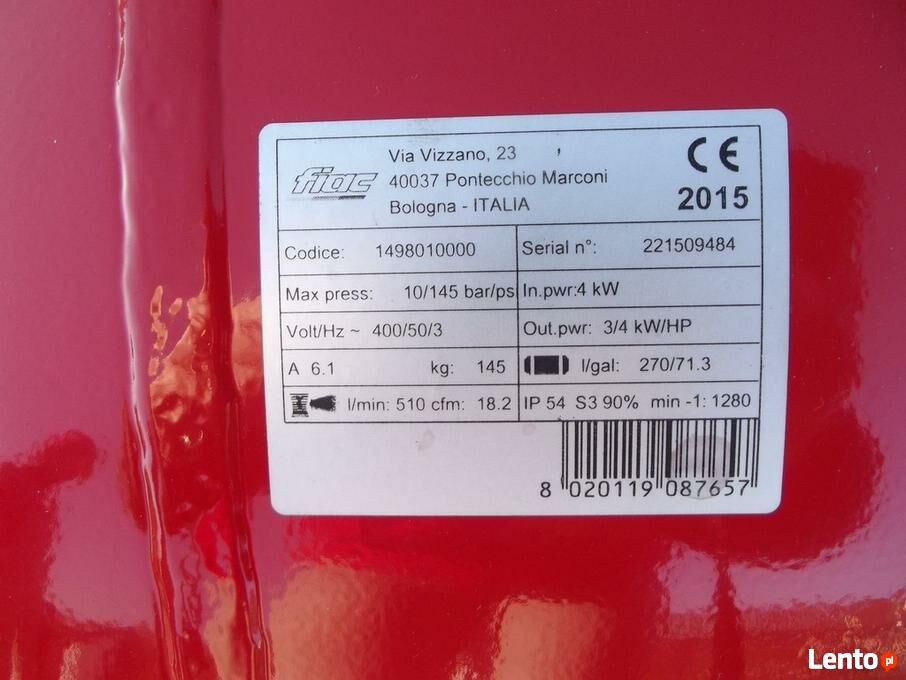 fiac
Via Vizzano, 23
40037 Pontecchio Marconi
Bologna - ITALIA
CE
2015
Codice: 1498010000 Serial n°: 221509484
Max press: 10/145 bar/ps In.pwr:4 kW
Volt/Hz ~ 400/50/3 Out.pwr: 3/4 kW/HP
A 6.1 kg: 145 l/gal: 270/71.3
l/min: 510 cfm: 18.2 IP 54 S3 90% min -1: 1280
8 020119 087657
Lento.pl